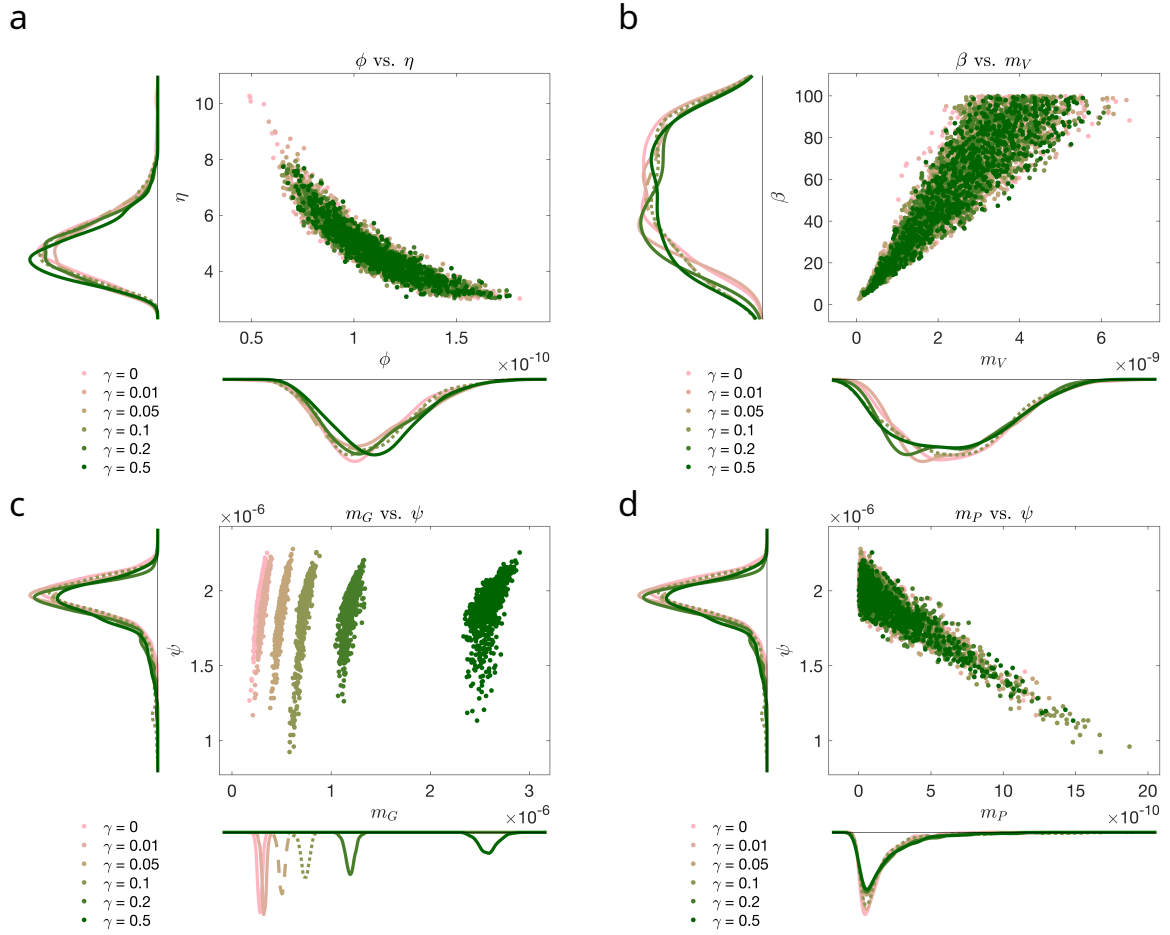 a
ϕ vs. η
η
10
8
6
4
0.5
1
1.5
×10⁻¹⁰
ϕ
γ = 0
γ = 0.01
γ = 0.05
γ = 0.1
γ = 0.2
γ = 0.5
b
β vs. m_V
β
100
80
60
40
20
0
0
2
4
6
×10⁻⁹
m_V
γ = 0
γ = 0.01
γ = 0.05
γ = 0.1
γ = 0.2
γ = 0.5
c
×10⁻⁶
m_G vs. ψ
ψ
2
1.5
1
0
1
2
3
×10⁻⁶
m_G
γ = 0
γ = 0.01
γ = 0.05
γ = 0.1
γ = 0.2
γ = 0.5
d
×10⁻⁶
m_P vs. ψ
ψ
2
1.5
1
0
5
10
15
20
×10⁻¹⁰
m_P
γ = 0
γ = 0.01
γ = 0.05
γ = 0.1
γ = 0.2
γ = 0.5